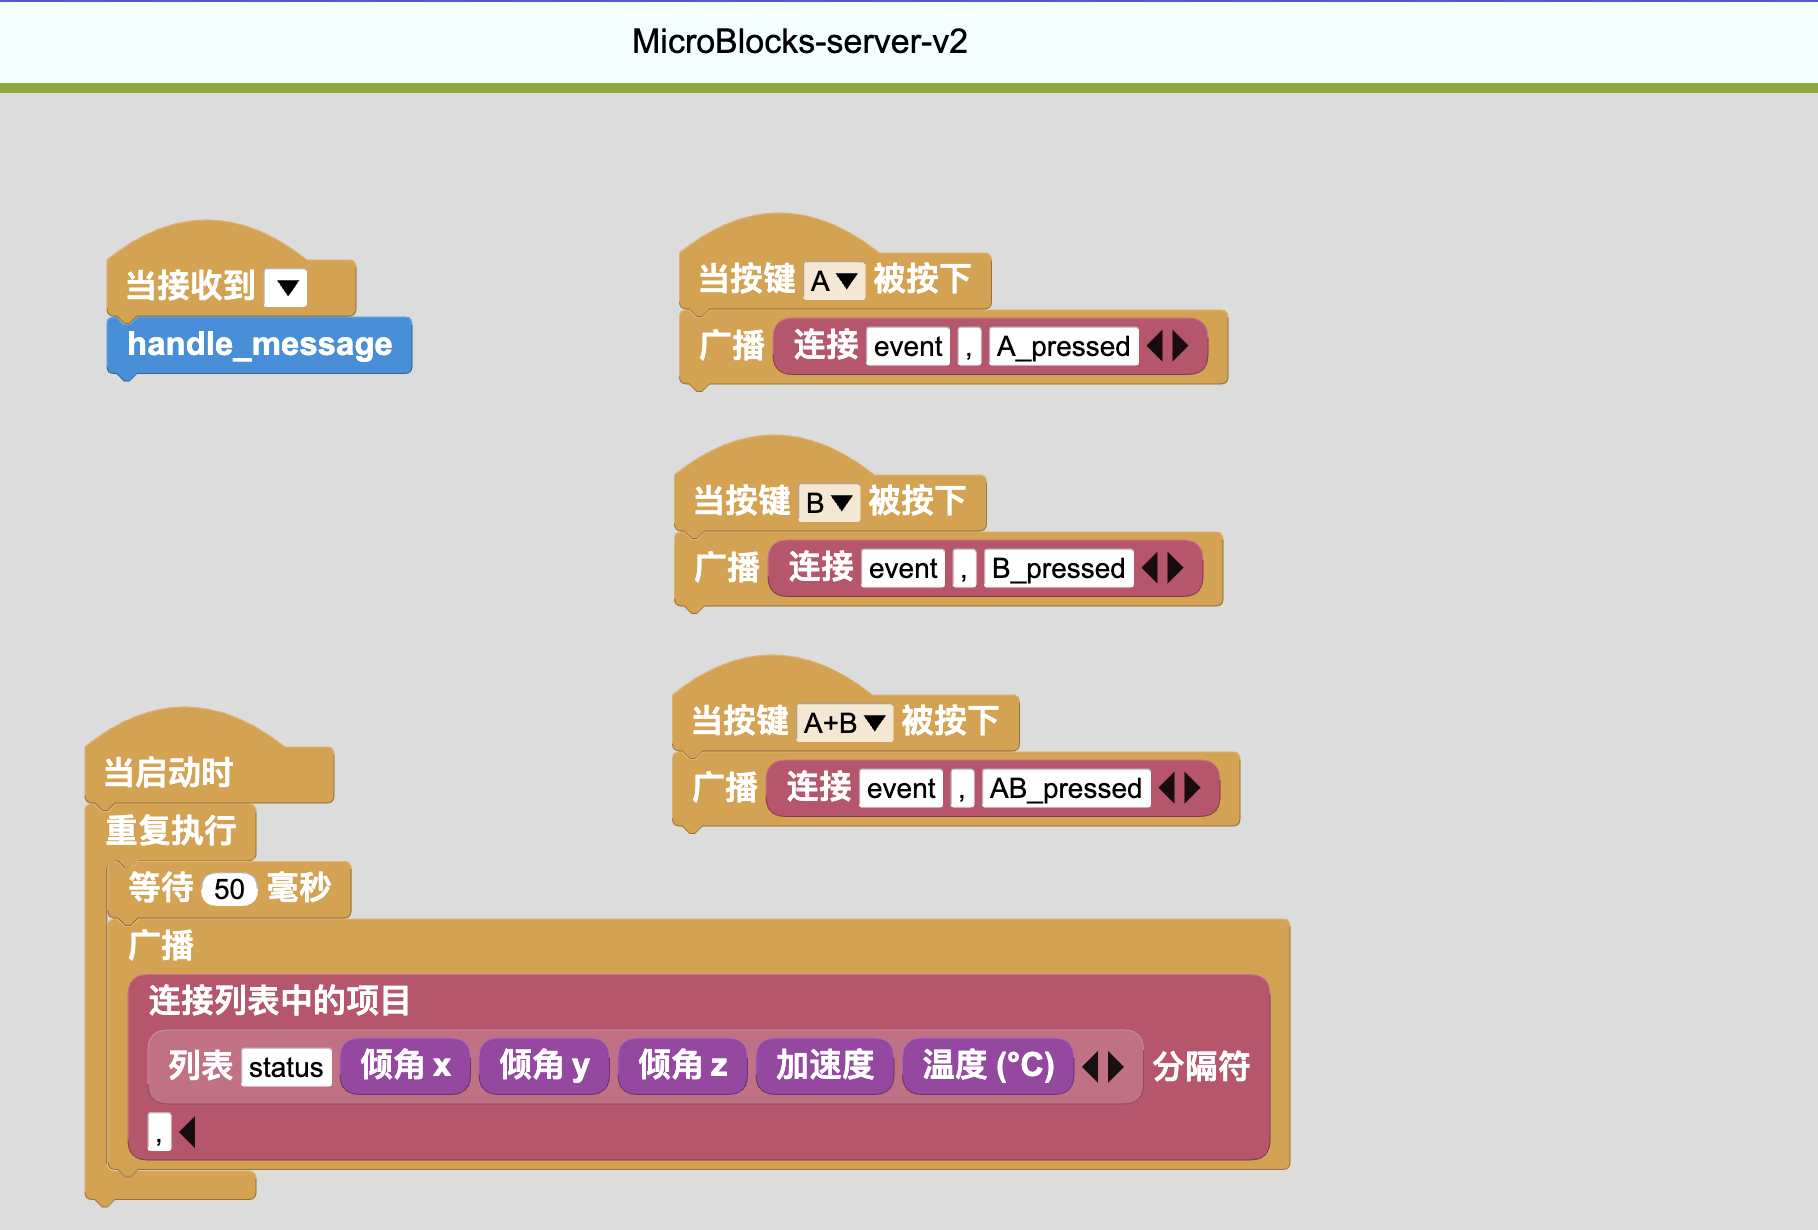 MicroBlocks-server-v2
当接收到
handle_message
当按键 A 被按下
广播 连接 event , A_pressed
当按键 B 被按下
广播 连接 event , B_pressed
当按键 A+B 被按下
广播 连接 event , AB_pressed
当启动时
重复执行
等待 50 毫秒
广播
连接列表中的项目
列表 status 倾角 x 倾角 y 倾角 z 加速度 温度 (°C) 分隔符
,